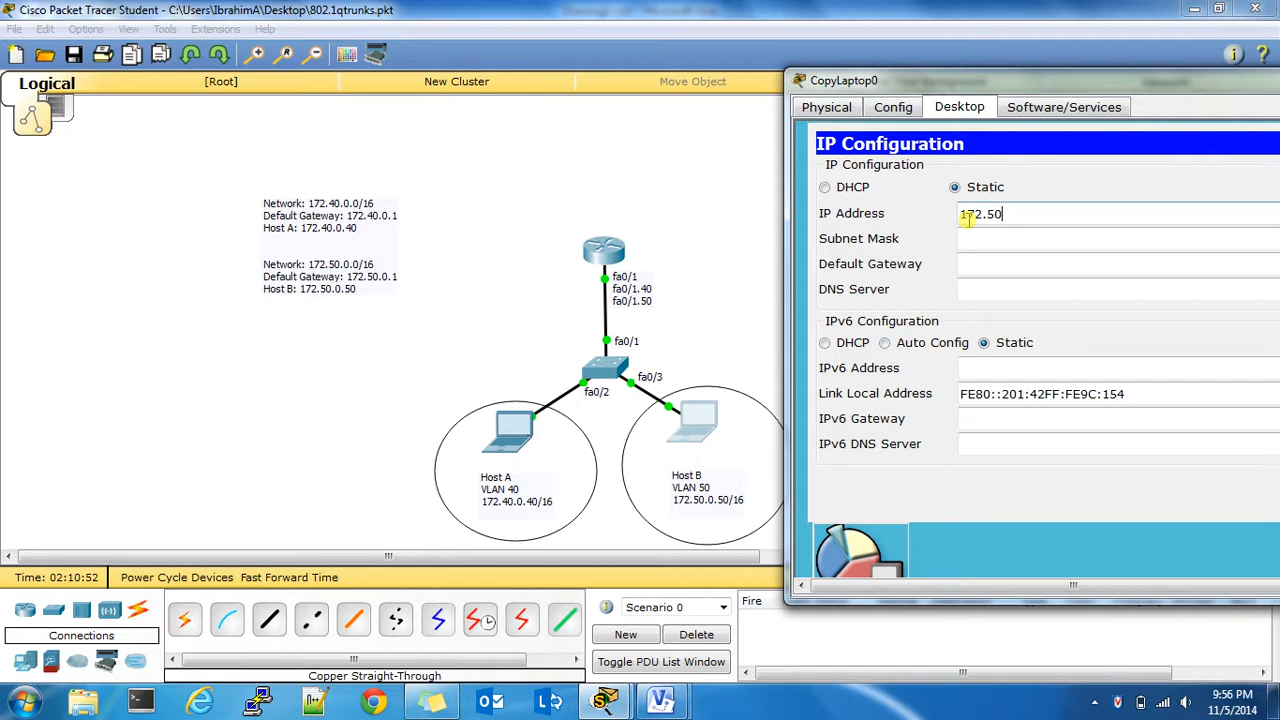 Cisco Packet Tracer Student - C:\Users\IbrahimA\Desktop\802.1qtrunks.pkt
File Edit Options View Tools Extensions Help
Logical
[Root]
New Cluster
Move Object
Network: 172.40.0.0/16
Default Gateway: 172.40.0.1
Host A: 172.40.0.40
Network: 172.50.0.0/16
Default Gateway: 172.50.0.1
Host B: 172.50.0.50
fa0/1
fa0/1.40
fa0/1.50
fa0/1
fa0/3
fa0/2
Host A
VLAN 40
172.40.0.40/16
Host B
VLAN 50
172.50.0.50/16
CopyLaptop0
Physical Config Desktop Software/Services
IP Configuration
IP Configuration
DHCP Static
IP Address 172.50
Subnet Mask
Default Gateway
DNS Server
IPv6 Configuration
DHCP Auto Config Static
IPv6 Address
Link Local Address FE80::201:42FF:FE9C:154
IPv6 Gateway
IPv6 DNS Server
Time: 02:10:52 Power Cycle Devices Fast Forward Time
Connections
Copper Straight-Through
Scenario 0
New Delete
Toggle PDU List Window
Fire
9:56 PM
11/5/2014